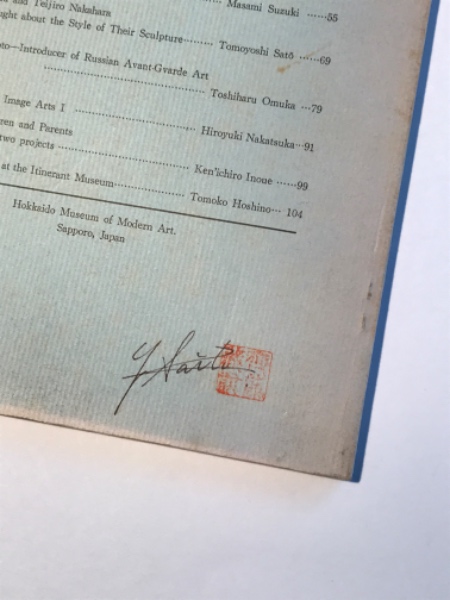 and Teijiro Nakahara
Masami Suzuki ······55
ught about the Style of Their Sculpture········· Tomoyoshi Satō ······69
oto—Introducer of Russian Avant-Gvarde Art
········································ Toshiharu Omuka ···79
Image Arts I ······························ Hiroyuki Nakatsuka···91
ren and Parents
two projects ································· Ken'ichiro Inoue ······99
at the Itinerant Museum·················· Tomoko Hoshino··· 104
Hokkaido Museum of Modern Art.
Sapporo, Japan
Y Saito